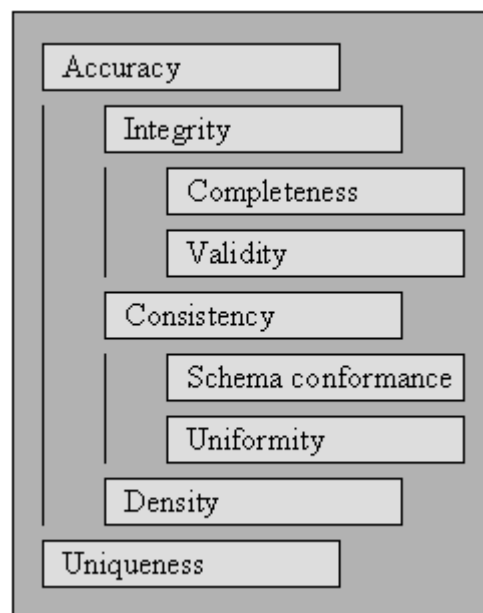 Accuracy
Integrity
Completeness
Validity
Consistency
Schema conformance
Uniformity
Density
Uniqueness